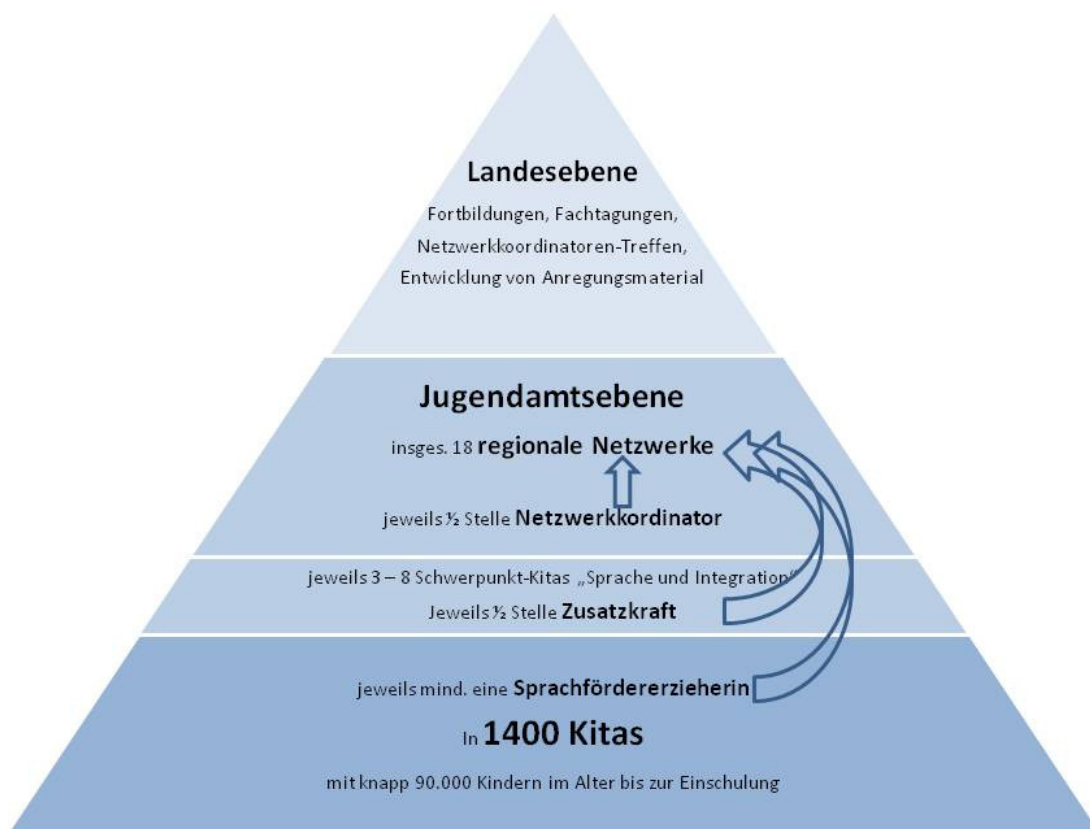 Landesebene
Fortbildungen, Fachtagungen,
Netzwerkkoordinatoren-Treffen,
Entwicklung von Anregungsmaterial
Jugendamtsebene
insges. 18 regionale Netzwerke
jeweils ½ Stelle Netzwerkkordinator
jeweils 3 – 8 Schwerpunkt-Kitas „Sprache und Integration“
Jeweils ½ Stelle Zusatzkraft
jeweils mind. eine Sprachfördererzieherin
In 1400 Kitas
mit knapp 90.000 Kindern im Alter bis zur Einschulung